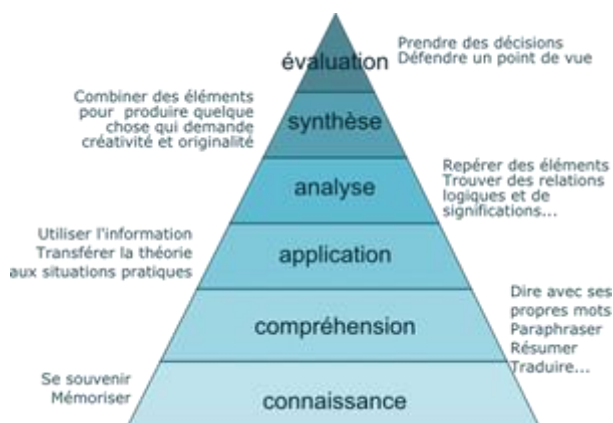 Prendre des décisions
Défendre un point de vue
évaluation
Combiner des éléments
pour produire quelque
chose qui demande
créativité et originalité
synthèse
Repérer des éléments
Trouver des relations
logiques et de
significations...
analyse
Utiliser l'information
Transférer la théorie
aux situations pratiques
application
Dire avec ses
propres mots
Paraphraser
Résumer
Traduire...
compréhension
Se souvenir
Mémoriser
connaissance